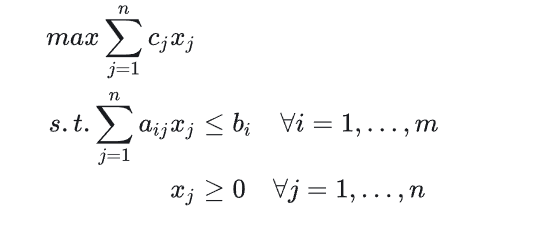 max ∑_{j=1}^{n} c_j x_j
s.t. ∑_{j=1}^{n} a_{ij} x_j ≤ b_i ∀i = 1, . . . , m
x_j ≥ 0 ∀j = 1, . . . , n